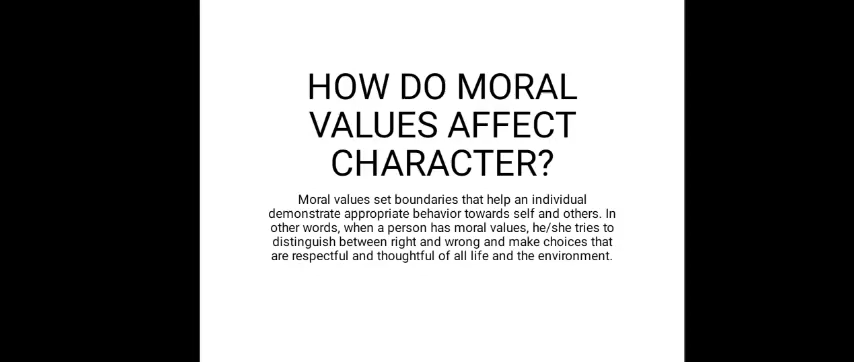 HOW DO MORAL
VALUES AFFECT
CHARACTER?
Moral values set boundaries that help an individual
demonstrate appropriate behavior towards self and others. In
other words, when a person has moral values, he/she tries to
distinguish between right and wrong and make choices that
are respectful and thoughtful of all life and the environment.